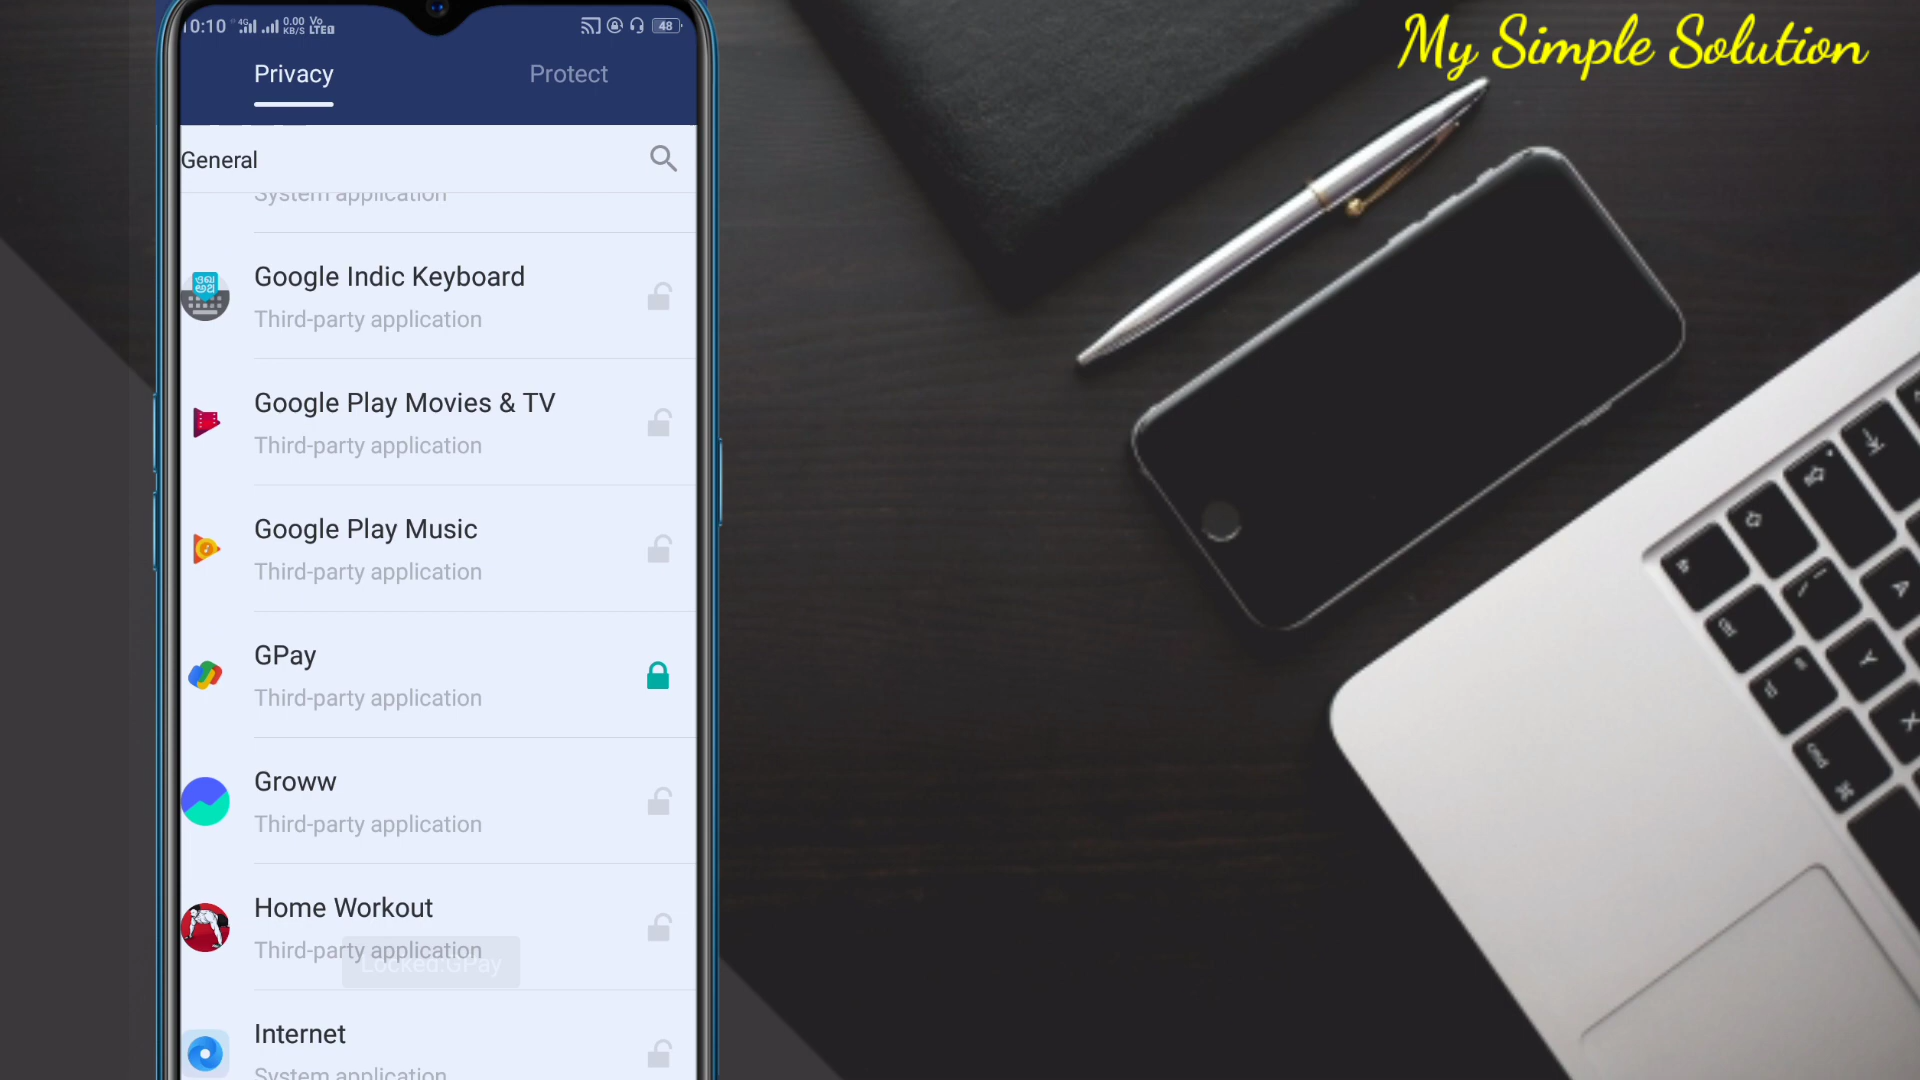 My Simple Solution
10:10 4G 0.00 KB/S Vo LTE 48
Privacy Protect
General
System application
Google Indic Keyboard
Third-party application
Google Play Movies & TV
Third-party application
Google Play Music
Third-party application
GPay
Third-party application
Groww
Third-party application
Home Workout
Third-party application
Locked:GPay
Internet
System application